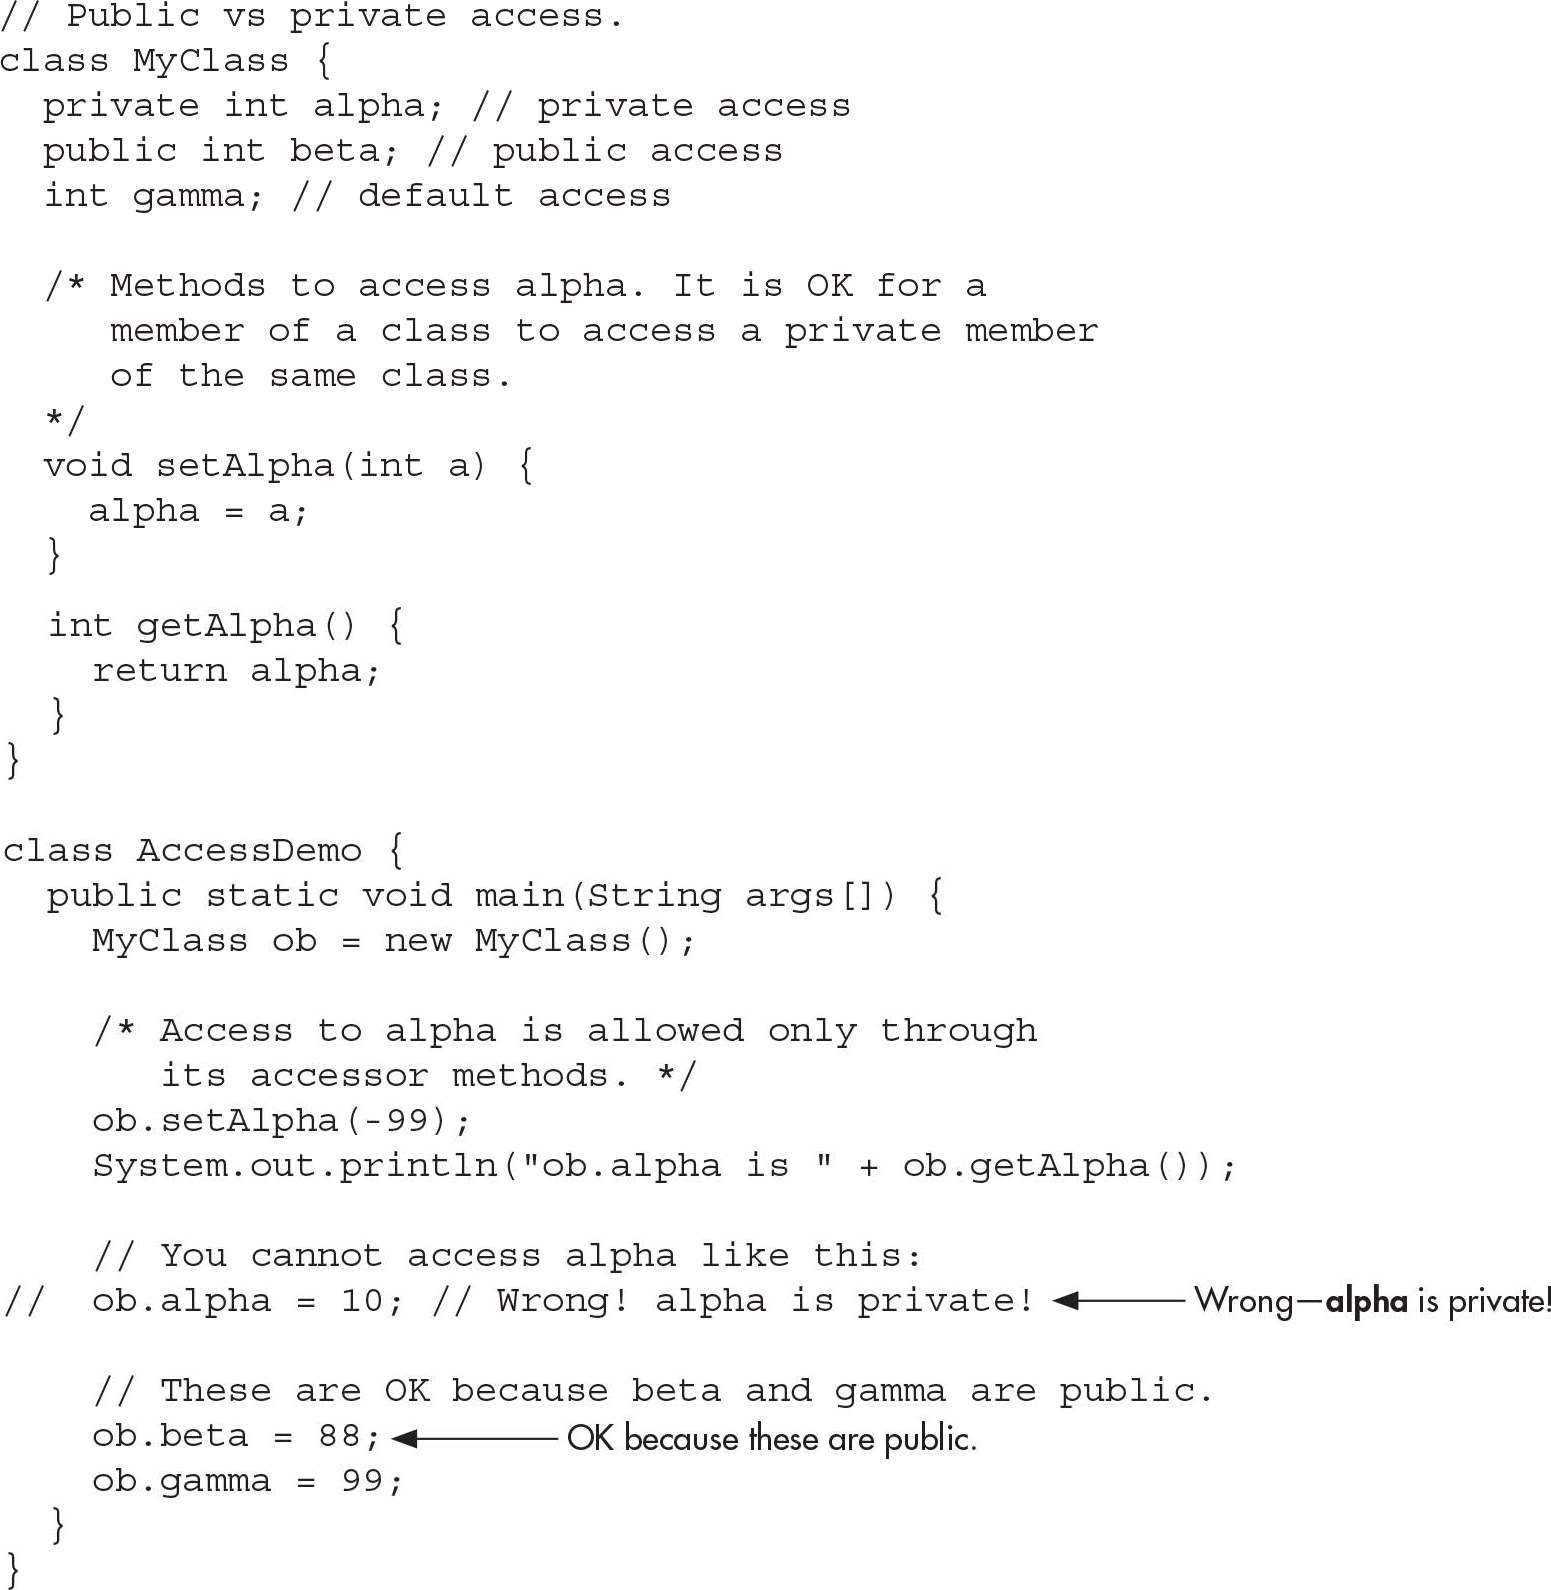 // Public vs private access.
class MyClass {
  private int alpha; // private access
  public int beta; // public access
  int gamma; // default access

  /* Methods to access alpha. It is OK for a
     member of a class to access a private member
     of the same class.
  */
  void setAlpha(int a) {
    alpha = a;
  }

  int getAlpha() {
    return alpha;
  }
}

class AccessDemo {
  public static void main(String args[]) {
    MyClass ob = new MyClass();

    /* Access to alpha is allowed only through
       its accessor methods. */
    ob.setAlpha(-99);
    System.out.println("ob.alpha is " + ob.getAlpha());

    // You cannot access alpha like this:
//  ob.alpha = 10; // Wrong! alpha is private! Wrong—alpha is private!

    // These are OK because beta and gamma are public.
    ob.beta = 88; OK because these are public.
    ob.gamma = 99;
  }
}